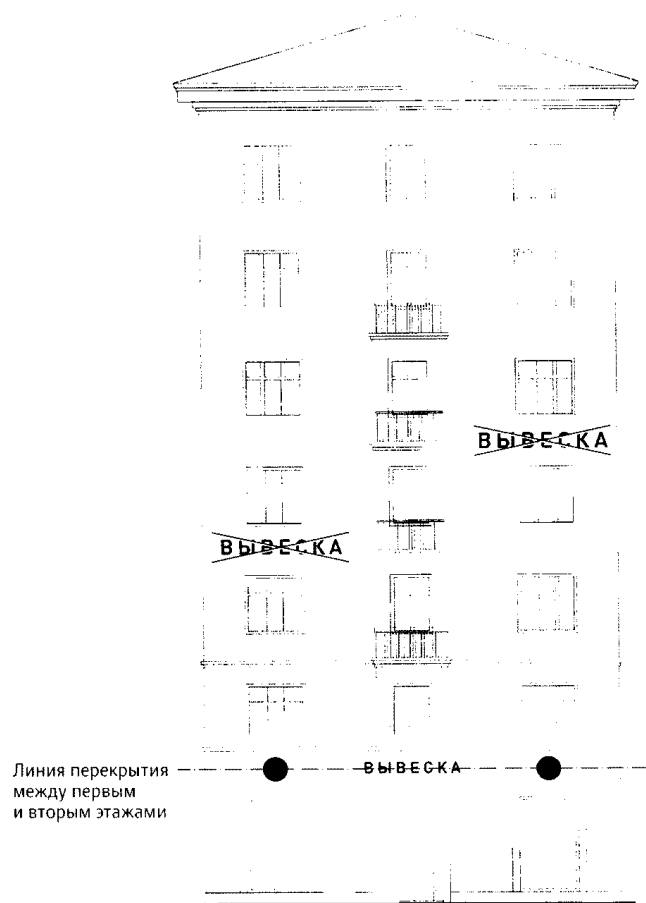 ВЫВЕСКА
ВЫВЕСКА
Линия перекрытия
между первым
и вторым этажами
ВЫВЕСКА